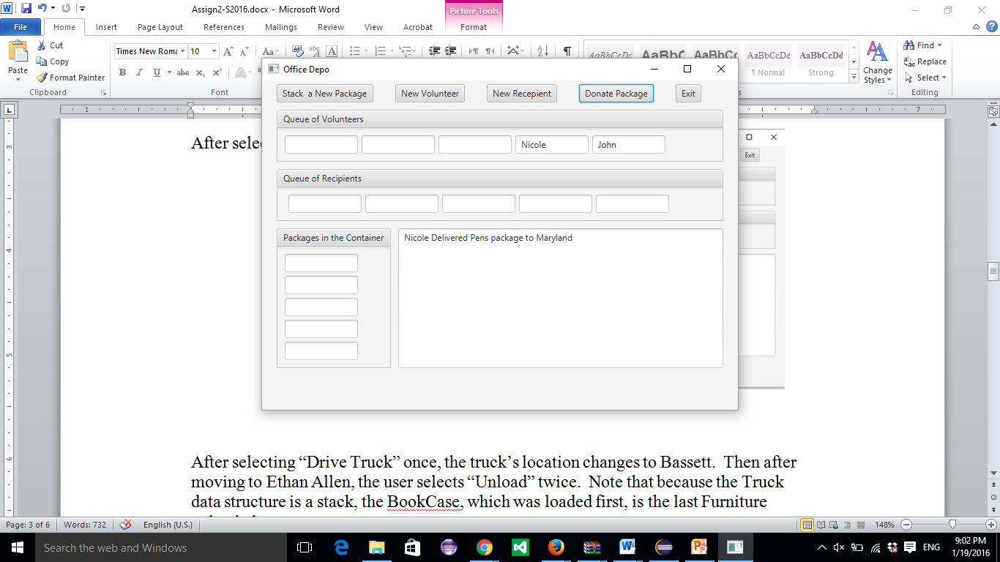 Assign2-S2016.docx - Microsoft Word
Picture Tools
File Home Insert Page Layout References Mailings Review View Acrobat Format
Paste
Cut
Copy
Format Painter
Clipboard
Times New Roma 10
Font
AaBbCcDc
¶ Normal
AaBbCcDc
Strong
Change
Styles
Find
Replace
Select
Editing
Office Depo
Stack a New Package New Volunteer New Recepient Donate Package Exit
Queue of Volunteers
Nicole John
Queue of Recipients
Packages in the Container
Nicole Delivered Pens package to Maryland
Exit
After selec
After selecting “Drive Truck” once, the truck’s location changes to Bassett. Then after
moving to Ethan Allen, the user selects “Unload” twice. Note that because the Truck
data structure is a stack, the BookCase, which was loaded first, is the last Furniture
Page: 3 of 6 Words: 732 English (U.S.) 148%
Search the web and Windows
ENG
9:02 PM
1/19/2016